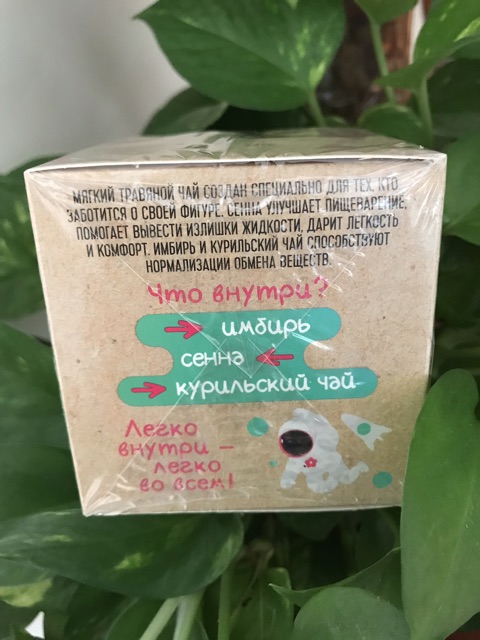 МЯГКИЙ ТРАВЯНОЙ ЧАЙ СОЗДАН СПЕЦИАЛЬНО ДЛЯ ТЕХ, КТО
ЗАБОТИТСЯ О СВОЕЙ ФИГУРЕ. СЕННА УЛУЧШАЕТ ПИЩЕВАРЕНИЕ,
ПОМОГАЕТ ВЫВЕСТИ ИЗЛИШКИ ЖИДКОСТИ, ДАРИТ ЛЕГКОСТЬ
И КОМФОРТ. ИМБИРЬ И КУРИЛЬСКИЙ ЧАЙ СПОСОБСТВУЮТ
НОРМАЛИЗАЦИИ ОБМЕНА ВЕЩЕСТВ.
Что внутри?
имбирь
сенна
курильский чай
Легко
внутри –
легко
во всем!